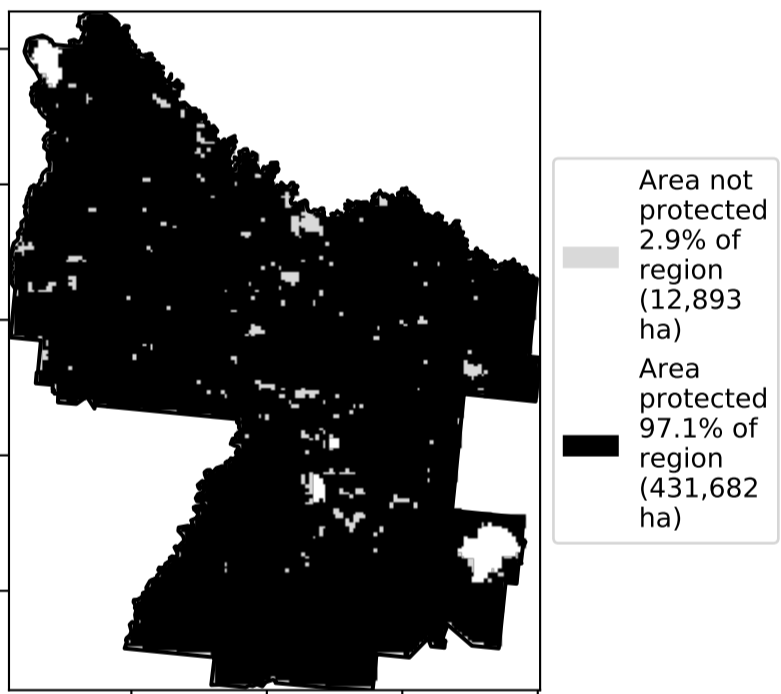 Area not
protected
2.9% of
region
(12,893
ha)
Area
protected
97.1% of
region
(431,682
ha)